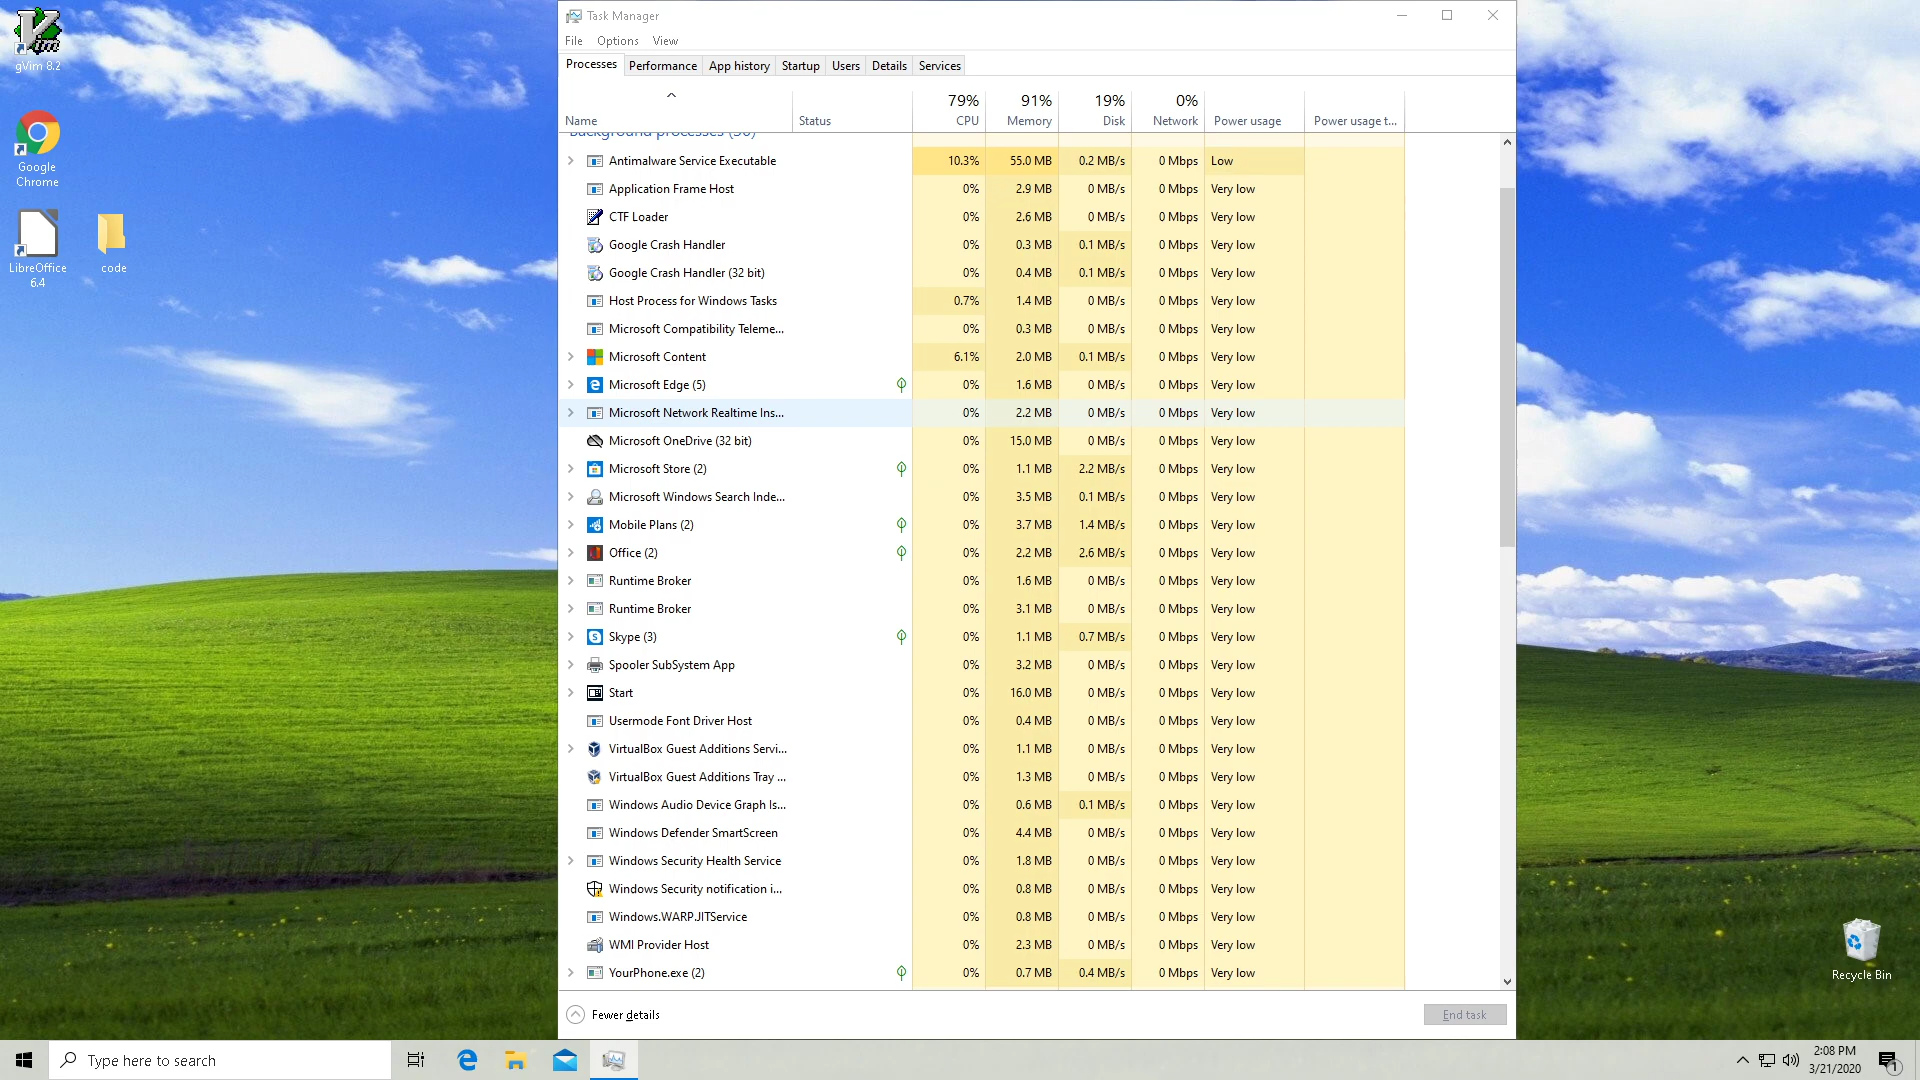 gVim 8.2
Google
Chrome
LibreOffice
6.4
code
Task Manager
File Options View
Processes Performance App history Startup Users Details Services
79% 91% 19% 0%
Name Status CPU Memory Disk Network Power usage Power usage t...
Background processes (50)
Antimalware Service Executable 10.3% 55.0 MB 0.2 MB/s 0 Mbps Low
Application Frame Host 0% 2.9 MB 0 MB/s 0 Mbps Very low
CTF Loader 0% 2.6 MB 0 MB/s 0 Mbps Very low
Google Crash Handler 0% 0.3 MB 0.1 MB/s 0 Mbps Very low
Google Crash Handler (32 bit) 0% 0.4 MB 0.1 MB/s 0 Mbps Very low
Host Process for Windows Tasks 0.7% 1.4 MB 0 MB/s 0 Mbps Very low
Microsoft Compatibility Teleme... 0% 0.3 MB 0 MB/s 0 Mbps Very low
Microsoft Content 6.1% 2.0 MB 0.1 MB/s 0 Mbps Very low
Microsoft Edge (5) 0% 1.6 MB 0 MB/s 0 Mbps Very low
Microsoft Network Realtime Ins... 0% 2.2 MB 0 MB/s 0 Mbps Very low
Microsoft OneDrive (32 bit) 0% 15.0 MB 0 MB/s 0 Mbps Very low
Microsoft Store (2) 0% 1.1 MB 2.2 MB/s 0 Mbps Very low
Microsoft Windows Search Inde... 0% 3.5 MB 0.1 MB/s 0 Mbps Very low
Mobile Plans (2) 0% 3.7 MB 1.4 MB/s 0 Mbps Very low
Office (2) 0% 2.2 MB 2.6 MB/s 0 Mbps Very low
Runtime Broker 0% 1.6 MB 0 MB/s 0 Mbps Very low
Runtime Broker 0% 3.1 MB 0 MB/s 0 Mbps Very low
Skype (3) 0% 1.1 MB 0.7 MB/s 0 Mbps Very low
Spooler SubSystem App 0% 3.2 MB 0 MB/s 0 Mbps Very low
Start 0% 16.0 MB 0 MB/s 0 Mbps Very low
Usermode Font Driver Host 0% 0.4 MB 0 MB/s 0 Mbps Very low
VirtualBox Guest Additions Servi... 0% 1.1 MB 0 MB/s 0 Mbps Very low
VirtualBox Guest Additions Tray ... 0% 1.3 MB 0 MB/s 0 Mbps Very low
Windows Audio Device Graph Is... 0% 0.6 MB 0.1 MB/s 0 Mbps Very low
Windows Defender SmartScreen 0% 4.4 MB 0 MB/s 0 Mbps Very low
Windows Security Health Service 0% 1.8 MB 0 MB/s 0 Mbps Very low
Windows Security notification i... 0% 0.8 MB 0 MB/s 0 Mbps Very low
Windows.WARP.JITService 0% 0.8 MB 0 MB/s 0 Mbps Very low
WMI Provider Host 0% 2.3 MB 0 MB/s 0 Mbps Very low
YourPhone.exe (2) 0% 0.7 MB 0.4 MB/s 0 Mbps Very low
Fewer details End task
Recycle Bin
Type here to search
2:08 PM
3/21/2020
1